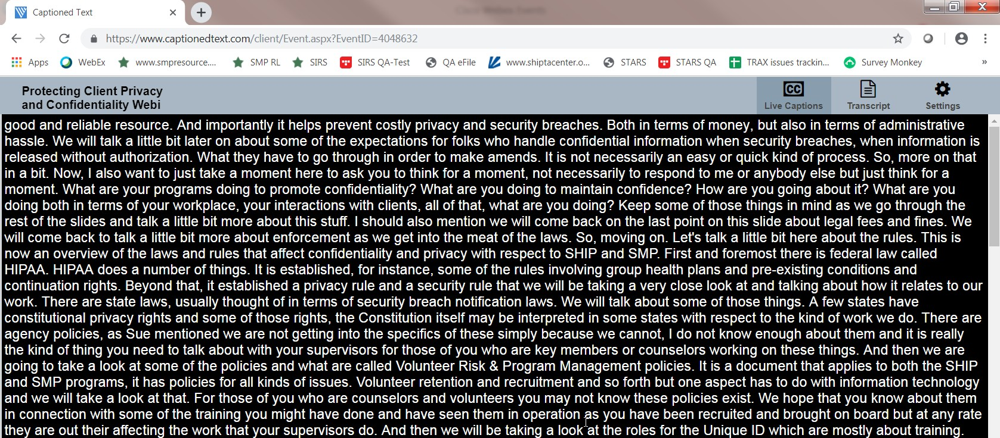 Captioned Text
https://www.captionedtext.com/client/Event.aspx?EventID=4048632
Apps WebEx www.smpresource.... SMP RL SIRS SIRS QA-Test QA eFile www.shiptacenter.o... STARS STARS QA TRAX issues trackin... Survey Monkey »
Protecting Client Privacy
and Confidentiality Webi
CC
Live Captions Transcript Settings
good and reliable resource. And importantly it helps prevent costly privacy and security breaches. Both in terms of money, but also in terms of administrative
hassle. We will talk a little bit later on about some of the expectations for folks who handle confidential information when security breaches, when information is
released without authorization. What they have to go through in order to make amends. It is not necessarily an easy or quick kind of process. So, more on that
in a bit. Now, I also want to just take a moment here to ask you to think for a moment, not necessarily to respond to me or anybody else but just think for a
moment. What are your programs doing to promote confidentiality? What are you doing to maintain confidence? How are you going about it? What are you
doing both in terms of your workplace, your interactions with clients, all of that, what are you doing? Keep some of those things in mind as we go through the
rest of the slides and talk a little bit more about this stuff. I should also mention we will come back on the last point on this slide about legal fees and fines. We
will come back to talk a little bit more about enforcement as we get into the meat of the laws. So, moving on. Let's talk a little bit here about the rules. This is
now an overview of the laws and rules that affect confidentiality and privacy with respect to SHIP and SMP. First and foremost there is federal law called
HIPAA. HIPAA does a number of things. It is established, for instance, some of the rules involving group health plans and pre-existing conditions and
continuation rights. Beyond that, it established a privacy rule and a security rule that we will be taking a very close look at and talking about how it relates to our
work. There are state laws, usually thought of in terms of security breach notification laws. We will talk about some of those things. A few states have
constitutional privacy rights and some of those rights, the Constitution itself may be interpreted in some states with respect to the kind of work we do. There are
agency policies, as Sue mentioned we are not getting into the specifics of these simply because we cannot, I do not know enough about them and it is really
the kind of thing you need to talk about with your supervisors for those of you who are key members or counselors working on these things. And then we are
going to take a look at some of the policies and what are called Volunteer Risk & Program Management policies. It is a document that applies to both the SHIP
and SMP programs, it has policies for all kinds of issues. Volunteer retention and recruitment and so forth but one aspect has to do with information technology
and we will take a look at that. For those of you who are counselors and volunteers you may not know these policies exist. We hope that you know about them
in connection with some of the training you might have done and have seen them in operation as you have been recruited and brought on board but at any rate
they are out their affecting the work that your supervisors do. And then we will be taking a look at the roles for the Unique ID which are mostly about training.